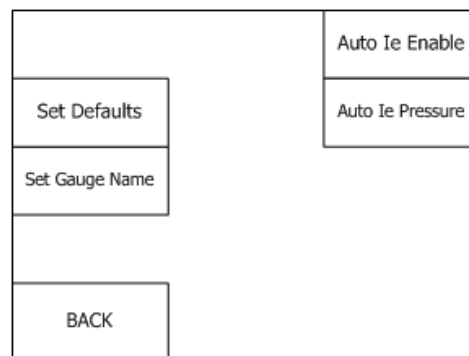 Auto Ie Enable
Set Defaults
Auto Ie Pressure
Set Gauge Name
BACK